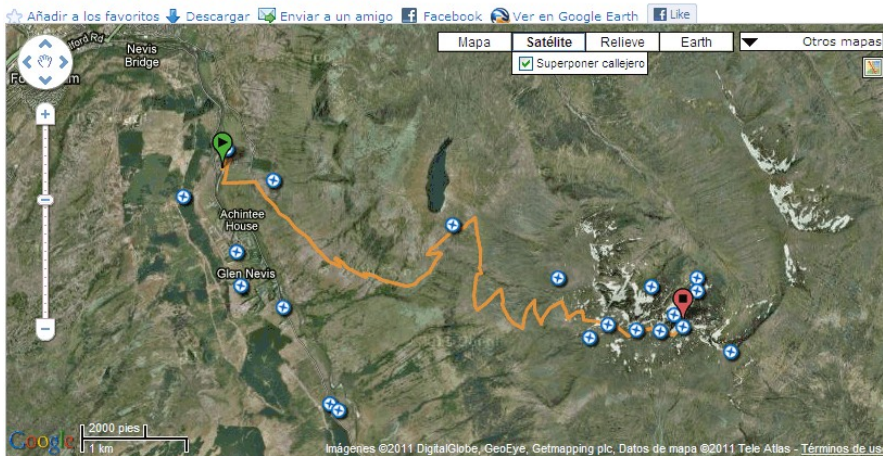 Añadir a los favoritos Descargar Enviar a un amigo Facebook Ver en Google Earth Like
Mapa Satélite Relieve Earth Otros mapas
Superponer callejero
Nevis
Bridge
Achintee
House
Glen Nevis
2000 pies
1 km
Google
Imágenes ©2011 DigitalGlobe, GeoEye, Getmapping plc, Datos de mapa ©2011 Tele Atlas - Términos de uso